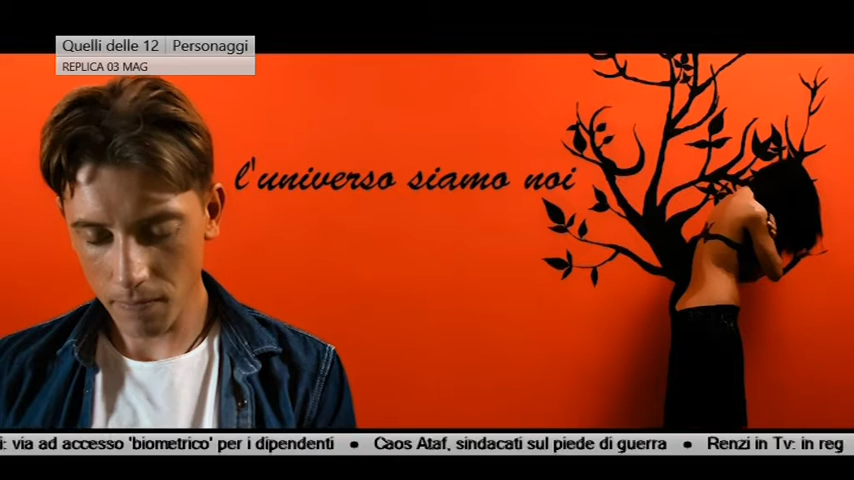 Quelli delle 12 | Personaggi
REPLICA 03 MAG
l'universo siamo noi
i: via ad accesso 'biometrico' per i dipendenti • Caos Ataf, sindacati sul piede di guerra • Renzi in Tv: in reg